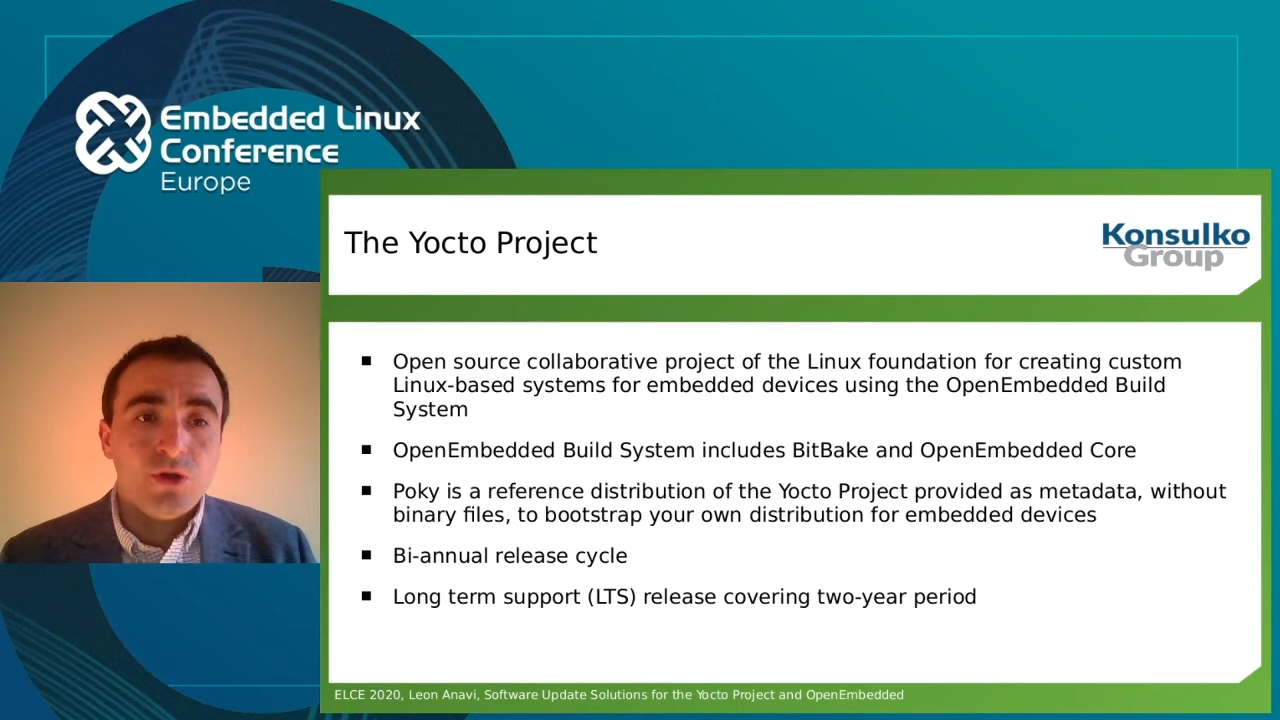 Embedded Linux
Conference
Europe
The Yocto Project
Konsulko
Group
Open source collaborative project of the Linux foundation for creating custom
Linux-based systems for embedded devices using the OpenEmbedded Build
System
OpenEmbedded Build System includes BitBake and OpenEmbedded Core
Poky is a reference distribution of the Yocto Project provided as metadata, without
binary files, to bootstrap your own distribution for embedded devices
Bi-annual release cycle
Long term support (LTS) release covering two-year period
ELCE 2020, Leon Anavi, Software Update Solutions for the Yocto Project and OpenEmbedded